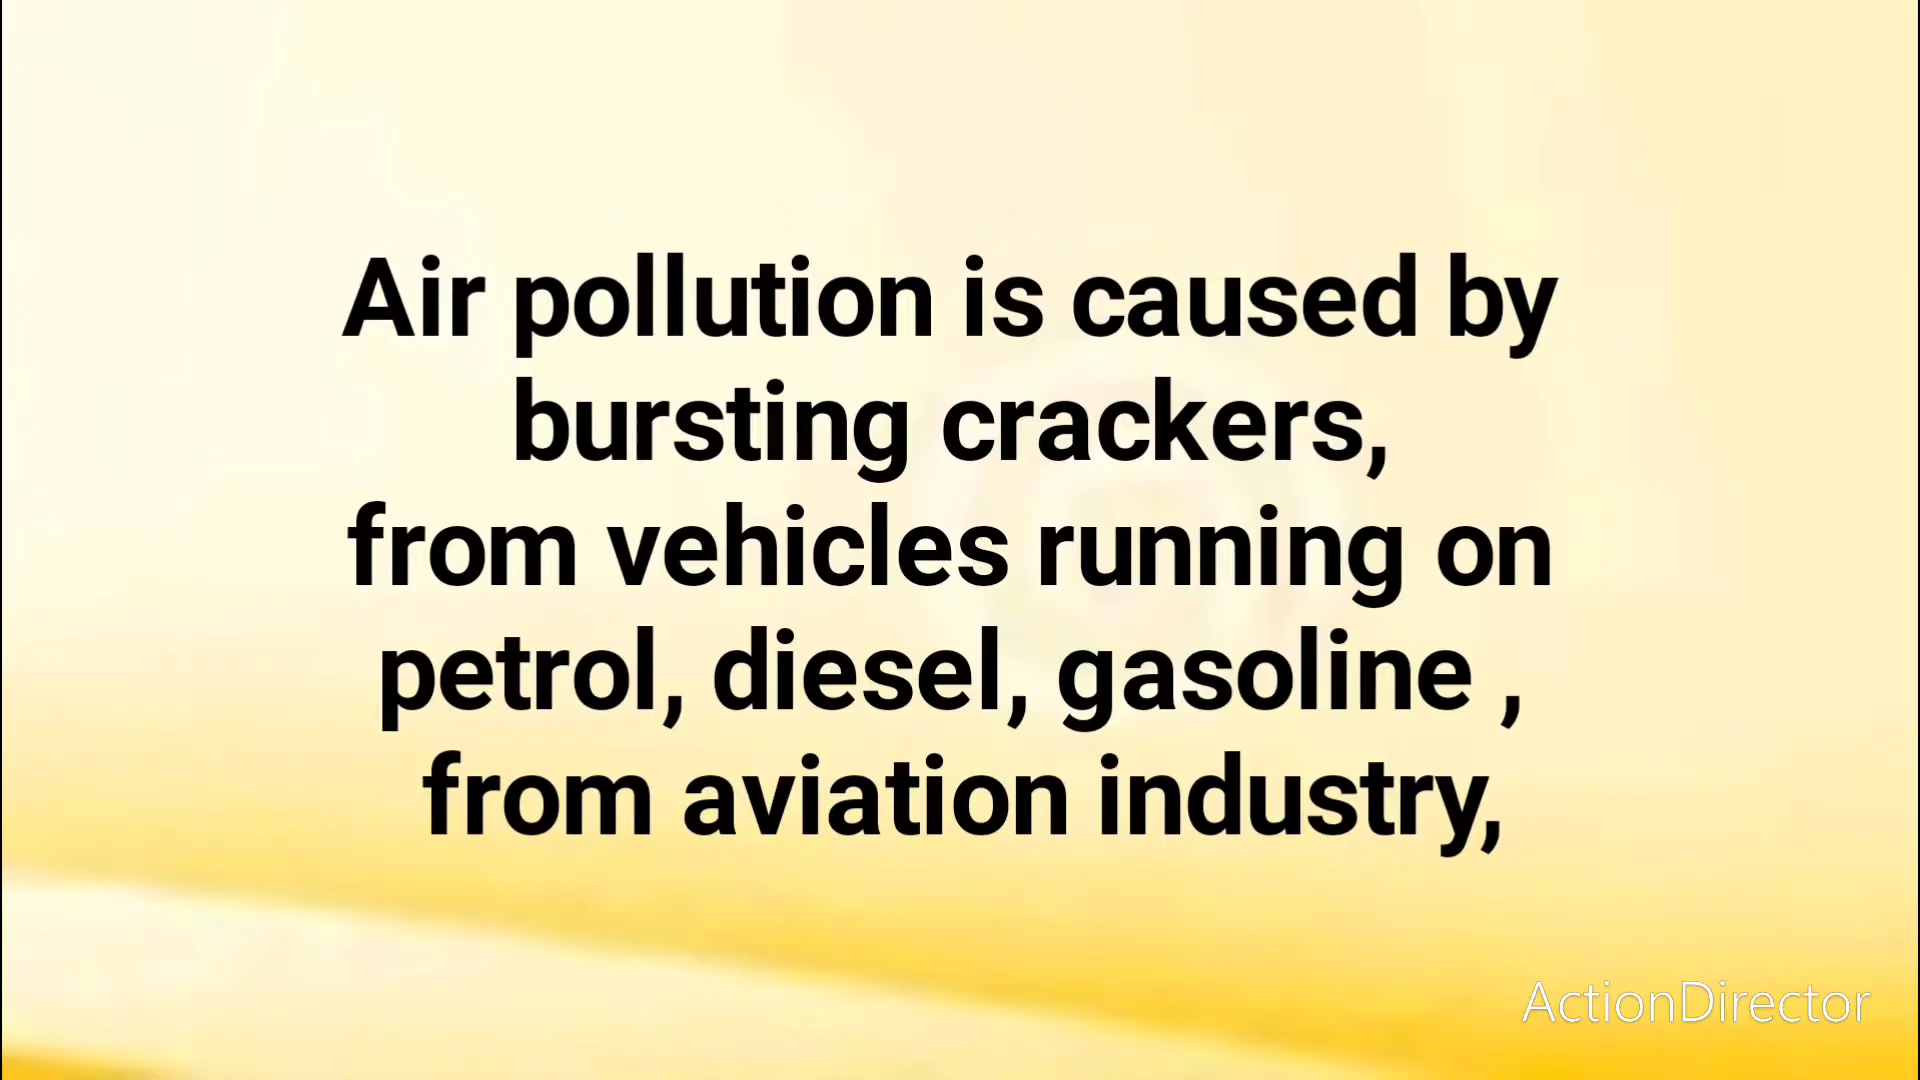 Air pollution is caused by
bursting crackers,
from vehicles running on
petrol, diesel, gasoline ,
from aviation industry,
ActionDirector